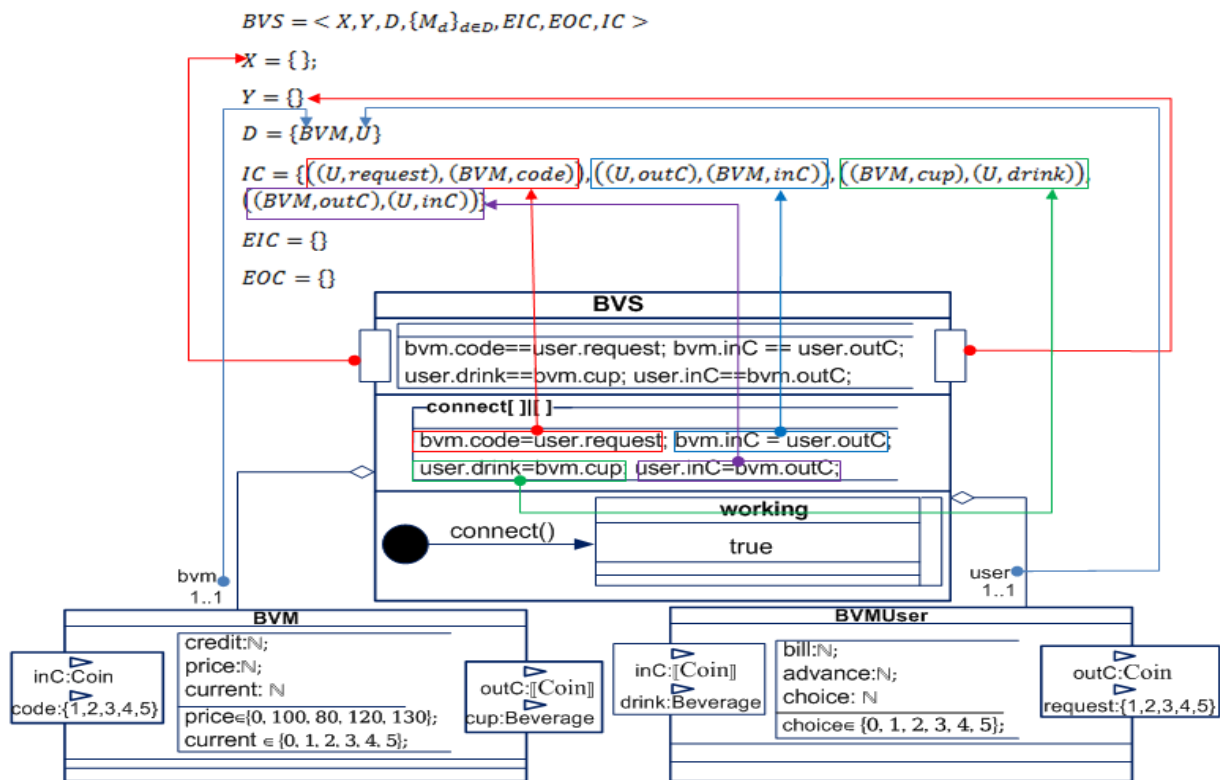 BVS = < X, Y, D, {M_d}_{d∈D}, EIC, EOC, IC >
X = { };
Y = {}
D = {BVM, U}
IC = {((U, request), (BVM, code)), ((U, outC), (BVM, inC)), ((BVM, cup), (U, drink)),
((BVM, outC), (U, inC))}
EIC = {}
EOC = {}
BVS
bvm.code==user.request; bvm.inC == user.outC;
user.drink==bvm.cup; user.inC==bvm.outC;
connect[ ]|[ ]
bvm.code=user.request; bvm.inC = user.outC;
user.drink=bvm.cup; user.inC=bvm.outC;
working
connect()
true
bvm
1..1
user
1..1
BVM
credit:ℕ;
price:ℕ;
current: ℕ
price∈{0, 100, 80, 120, 130};
current ∈ {0, 1, 2, 3, 4, 5};
inC:Coin
code:{1,2,3,4,5}
outC:⟦Coin⟧
cup:Beverage
BVMUser
bill:ℕ;
advance:ℕ;
choice: ℕ
choice∈ {0, 1, 2, 3, 4, 5};
inC:⟦Coin⟧
drink:Beverage
outC:Coin
request:{1,2,3,4,5}